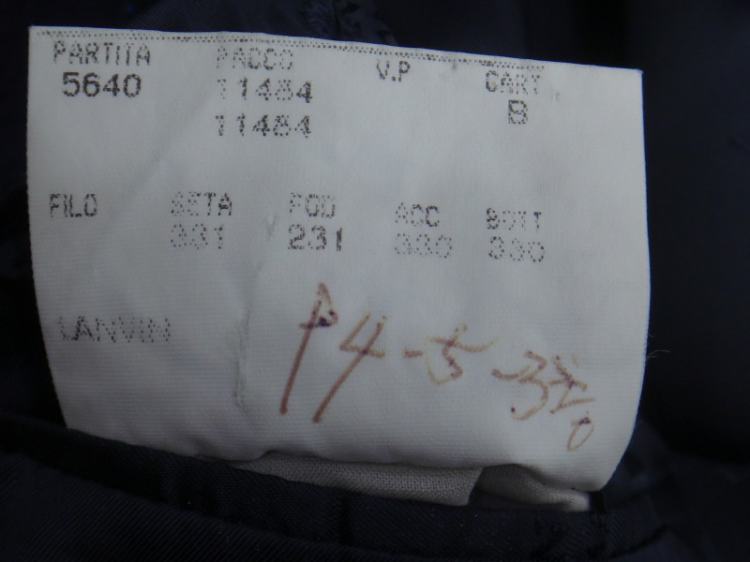 PARTITA PACCO V.P CART
5640 11484 B
11484
FILO SETA FOD ACC BOTT
331 231 330 330
LANVIN